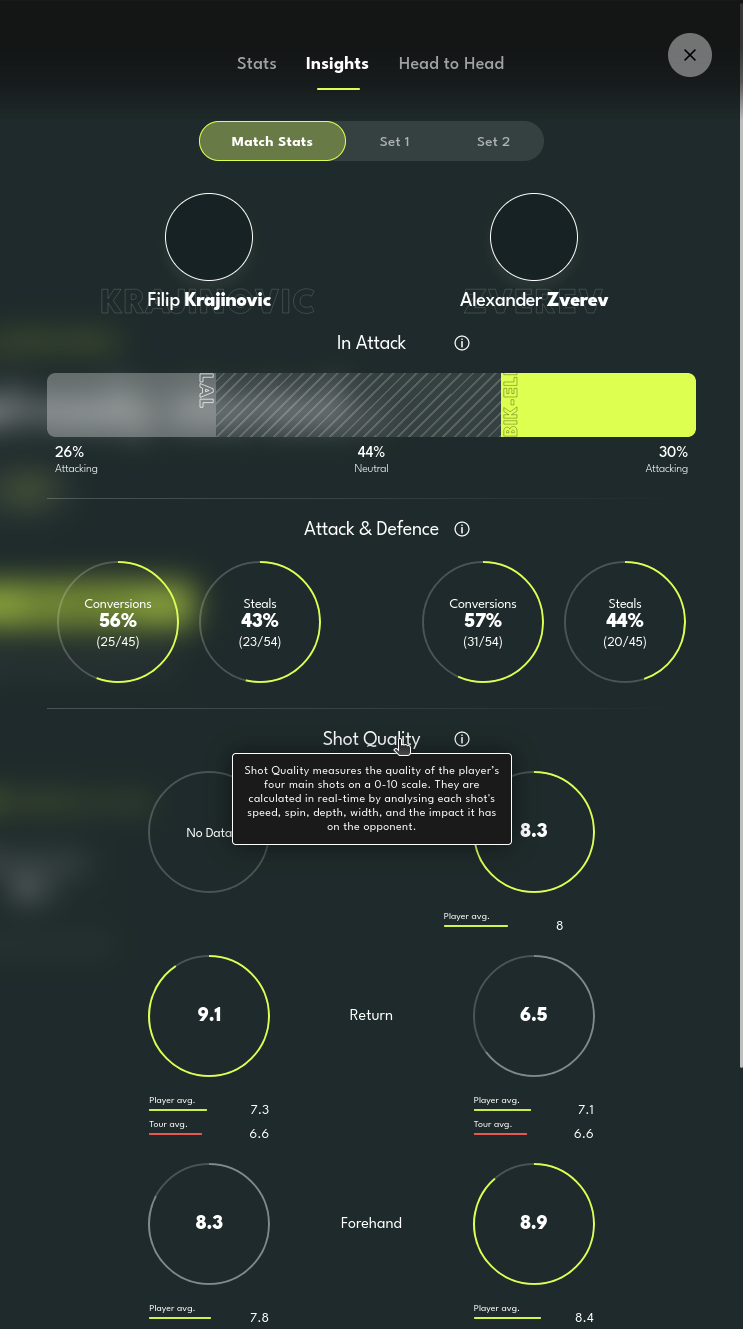 Stats Insights Head to Head
Match Stats Set 1 Set 2
KRAJINOVIC ZVEREV
Filip Krajinovic Alexander Zverev
In Attack
LAL BIK-ELI
26% 44% 30%
Attacking Neutral Attacking
Attack & Defence
Conversions Steals Conversions Steals
56% 43% 57% 44%
(25/45) (23/54) (31/54) (20/45)
Shot Quality
Shot Quality measures the quality of the player's
four main shots on a 0-10 scale. They are
calculated in real-time by analysing each shot's
speed, spin, depth, width, and the impact it has
on the opponent.
No Data 8.3
Player avg. 8
9.1 Return 6.5
Player avg. 7.3 Player avg. 7.1
Tour avg. 6.6 Tour avg. 6.6
8.3 Forehand 8.9
Player avg. 7.8 Player avg. 8.4